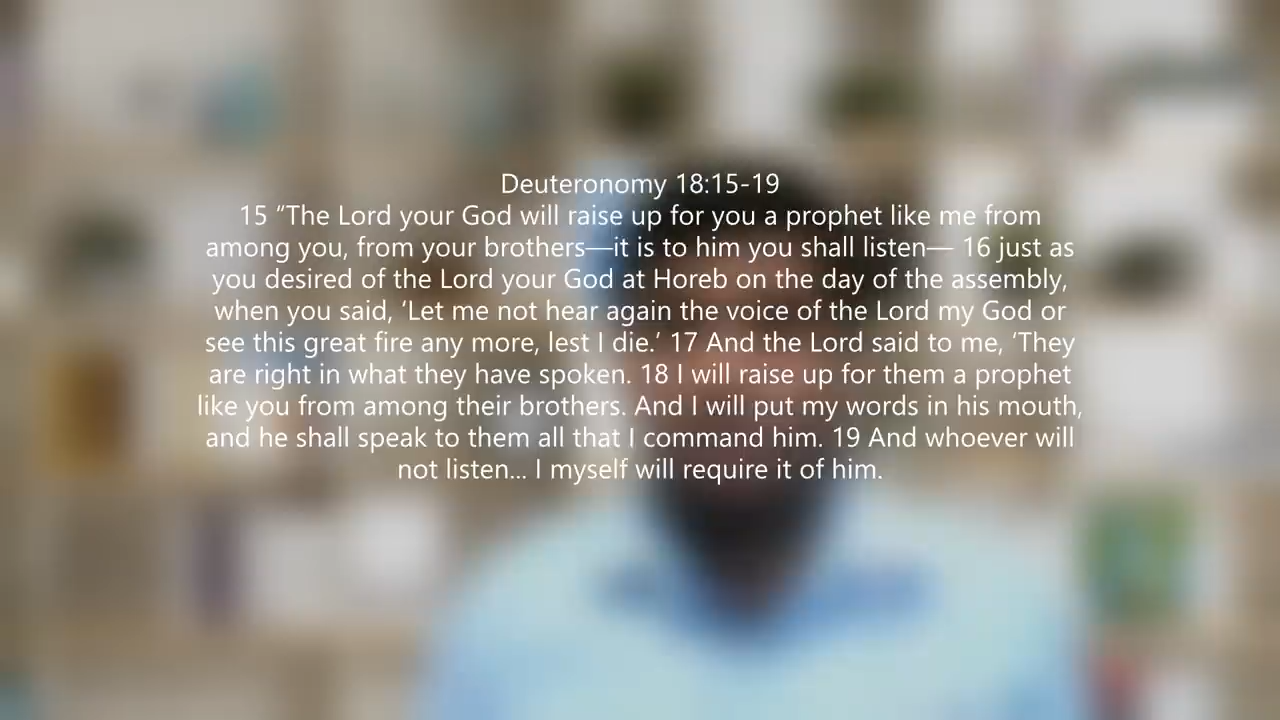 Deuteronomy 18:15-19
15 “The Lord your God will raise up for you a prophet like me from
among you, from your brothers—it is to him you shall listen— 16 just as
you desired of the Lord your God at Horeb on the day of the assembly,
when you said, ‘Let me not hear again the voice of the Lord my God or
see this great fire any more, lest I die.’ 17 And the Lord said to me, ‘They
are right in what they have spoken. 18 I will raise up for them a prophet
like you from among their brothers. And I will put my words in his mouth,
and he shall speak to them all that I command him. 19 And whoever will
not listen... I myself will require it of him.